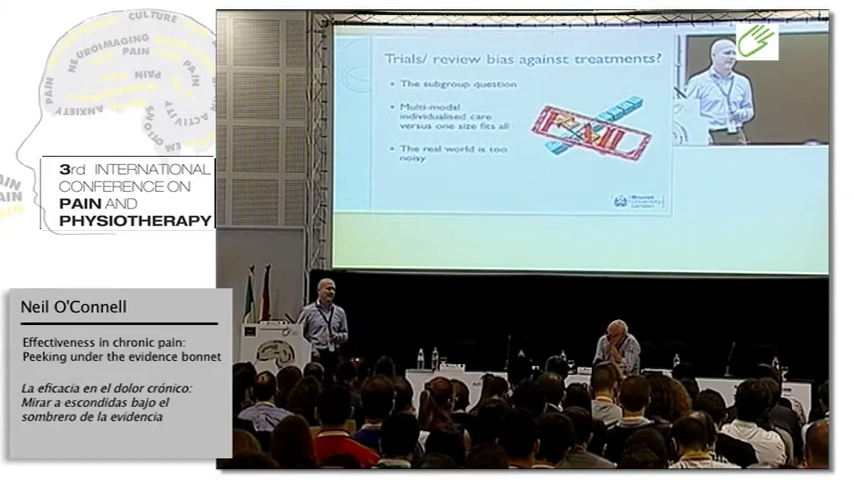 CULTURE
NEUROIMAGING
PAIN
PAIN
PAIN
PAIN
ANXIETY
ACTIVITY
3rd INTERNATIONAL
CONFERENCE ON
PAIN AND
PHYSIOTHERAPY
Trials/ review bias against treatments?
• The subgroup question
• Multi-modal
individualised care
versus one size fits all
• The real world is too
noisy
FAIL
Brunel
University
London
Neil O'Connell
Effectiveness in chronic pain:
Peeking under the evidence bonnet
La eficacia en el dolor crónico:
Mirar a escondidas bajo el
sombrero de la evidencia